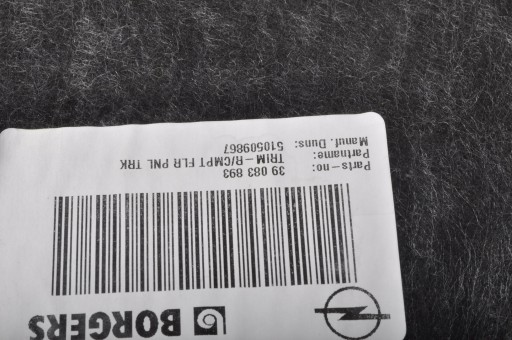 BORGERS
Parts-no: 39 083 893
Partname: TRIM-R/CMPT FLR PNL TRK
Manuf. Duns: 510509867